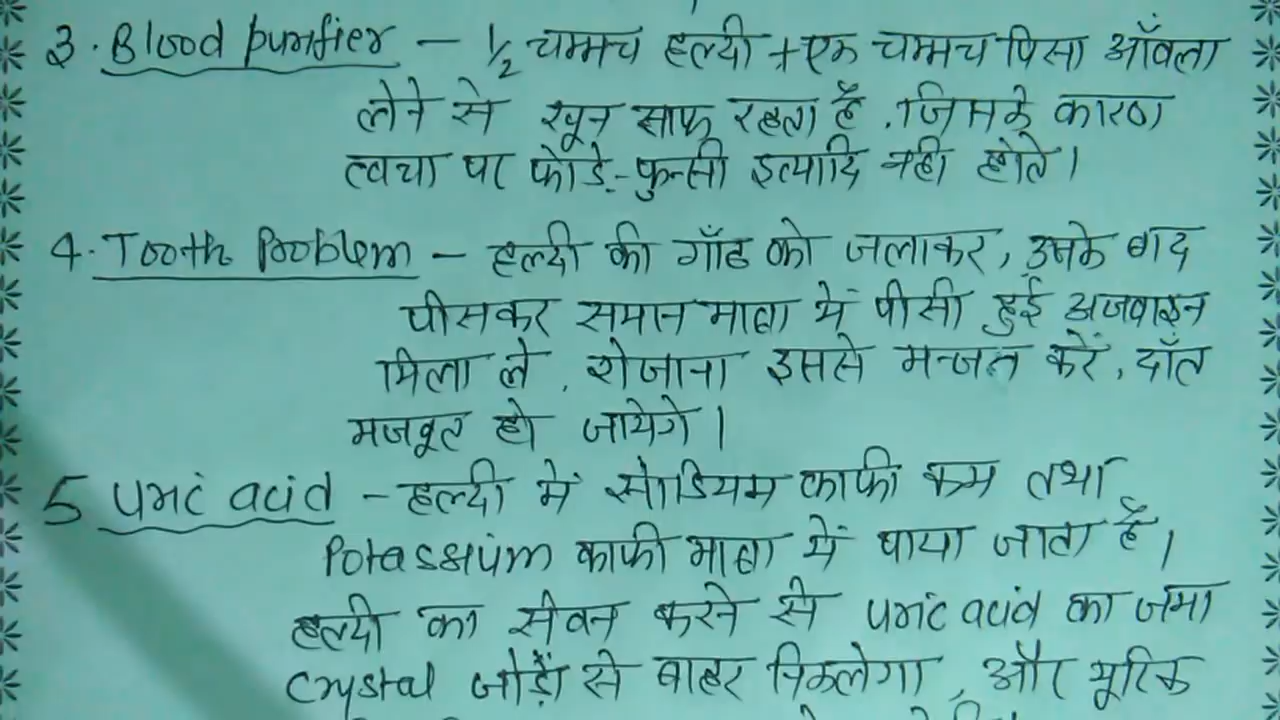 3. Blood purifier – ½ चम्मच हल्दी + एक चम्मच पिसा आँवला
लेने से खून साफ रहता है . जिसके कारण
त्वचा पर फोड़े-फुन्सी इत्यादि नही होते।
4. Tooth Problem – हल्दी की गाँठ को जलाकर, उसके बाद
पीसकर समान मात्रा में पीसी हुई अजवाइन
मिला ले . रोजाना इससे मन्जन करें, दाँत
मजबूत हो जायेगे।
5 uric acid – हल्दी में सोडियम काफी कम तथा
Potassium काफी मात्रा में पाया जाता है।
हल्दी का सेवन करने से uric acid का जमा
crystal जोड़ों से बाहर निकलेगा, और यूरिक